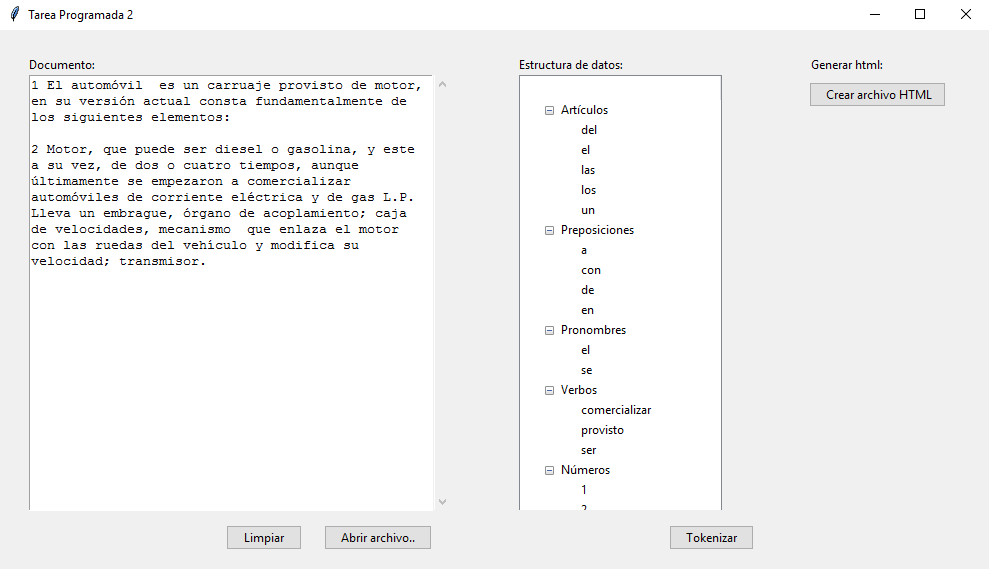 Tarea Programada 2
Documento:
1 El automóvil  es un carruaje provisto de motor,
en su versión actual consta fundamentalmente de
los siguientes elementos:
2 Motor, que puede ser diesel o gasolina, y este
a su vez, de dos o cuatro tiempos, aunque
últimamente se empezaron a comercializar
automóviles de corriente eléctrica y de gas L.P.
Lleva un embrague, órgano de acoplamiento; caja
de velocidades, mecanismo  que enlaza el motor
con las ruedas del vehículo y modifica su
velocidad; transmisor.
Limpiar
Abrir archivo..
Estructura de datos:
Artículos
del
el
las
los
un
Preposiciones
a
con
de
en
Pronombres
el
se
Verbos
comercializar
provisto
ser
Números
1
2
Tokenizar
Generar html:
Crear archivo HTML